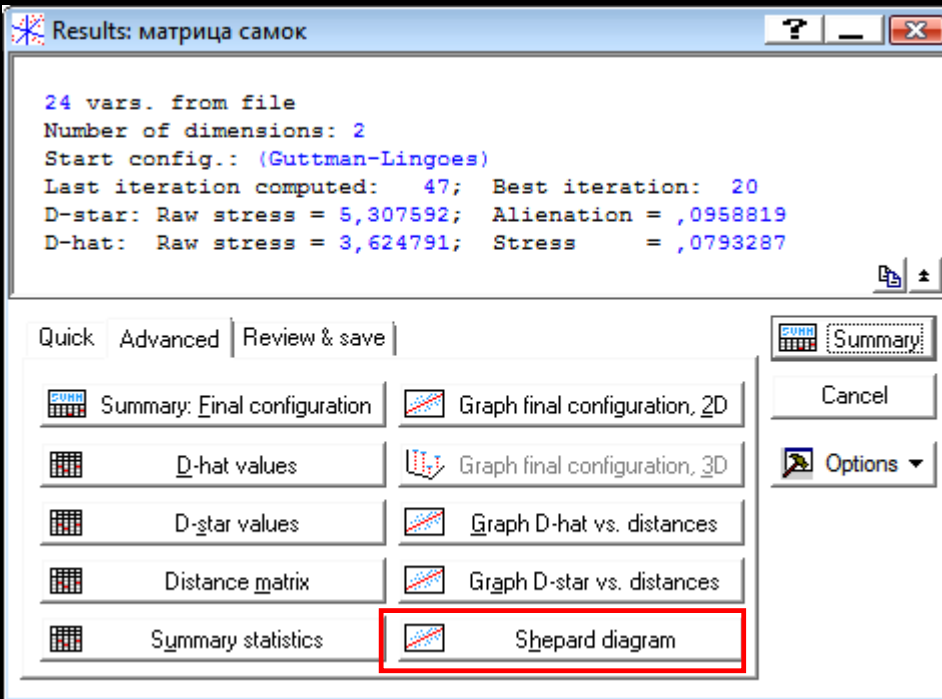 Results: матрица самок
24 vars. from file
Number of dimensions: 2
Start config.: (Guttman-Lingoes)
Last iteration computed: 47; Best iteration: 20
D-star: Raw stress = 5,307592; Alienation = ,0958819
D-hat: Raw stress = 3,624791; Stress = ,0793287
Quick Advanced Review & save
Summary
Cancel
Options
Summary: Final configuration
Graph final configuration, 2D
D-hat values
Graph final configuration, 3D
D-star values
Graph D-hat vs. distances
Distance matrix
Graph D-star vs. distances
Summary statistics
Shepard diagram